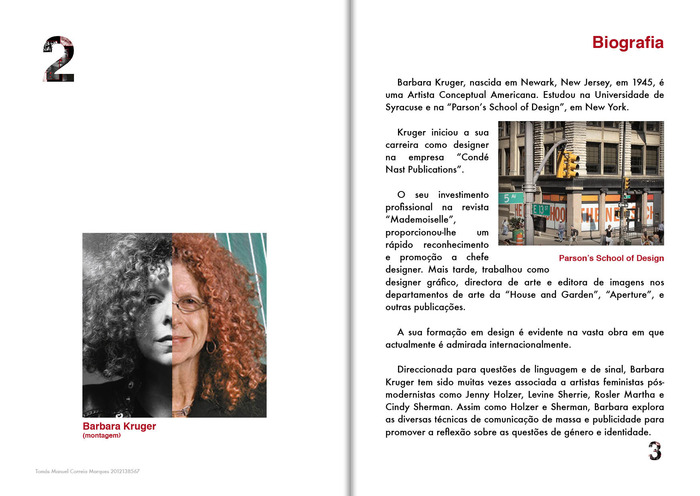 2
Barbara Kruger
(montagem)
Tomás Manuel Correia Marques 2012138567
Biografia
Barbara Kruger, nascida em Newark, New Jersey, em 1945, é
uma Artista Conceptual Americana. Estudou na Universidade de
Syracuse e na “Parson’s School of Design”, em New York.
Kruger iniciou a sua
carreira como designer
na empresa “Condé
Nast Publications”.
O seu investimento
profissional na revista
“Mademoiselle”,
proporcionou-lhe um
rápido reconhecimento
e promoção a chefe
designer. Mais tarde, trabalhou como
designer gráfico, directora de arte e editora de imagens nos
departamentos de arte da “House and Garden”, “Aperture”, e
outras publicações.
5 AV
E 13 ST
THE NEW SCH
Parson’s School of Design
A sua formação em design é evidente na vasta obra em que
actualmente é admirada internacionalmente.
Direccionada para questões de linguagem e de sinal, Barbara
Kruger tem sido muitas vezes associada a artistas feministas pós-
modernistas como Jenny Holzer, Levine Sherrie, Rosler Martha e
Cindy Sherman. Assim como Holzer e Sherman, Barbara explora
as diversas técnicas de comunicação de massa e publicidade para
promover a reflexão sobre as questões de género e identidade.
3